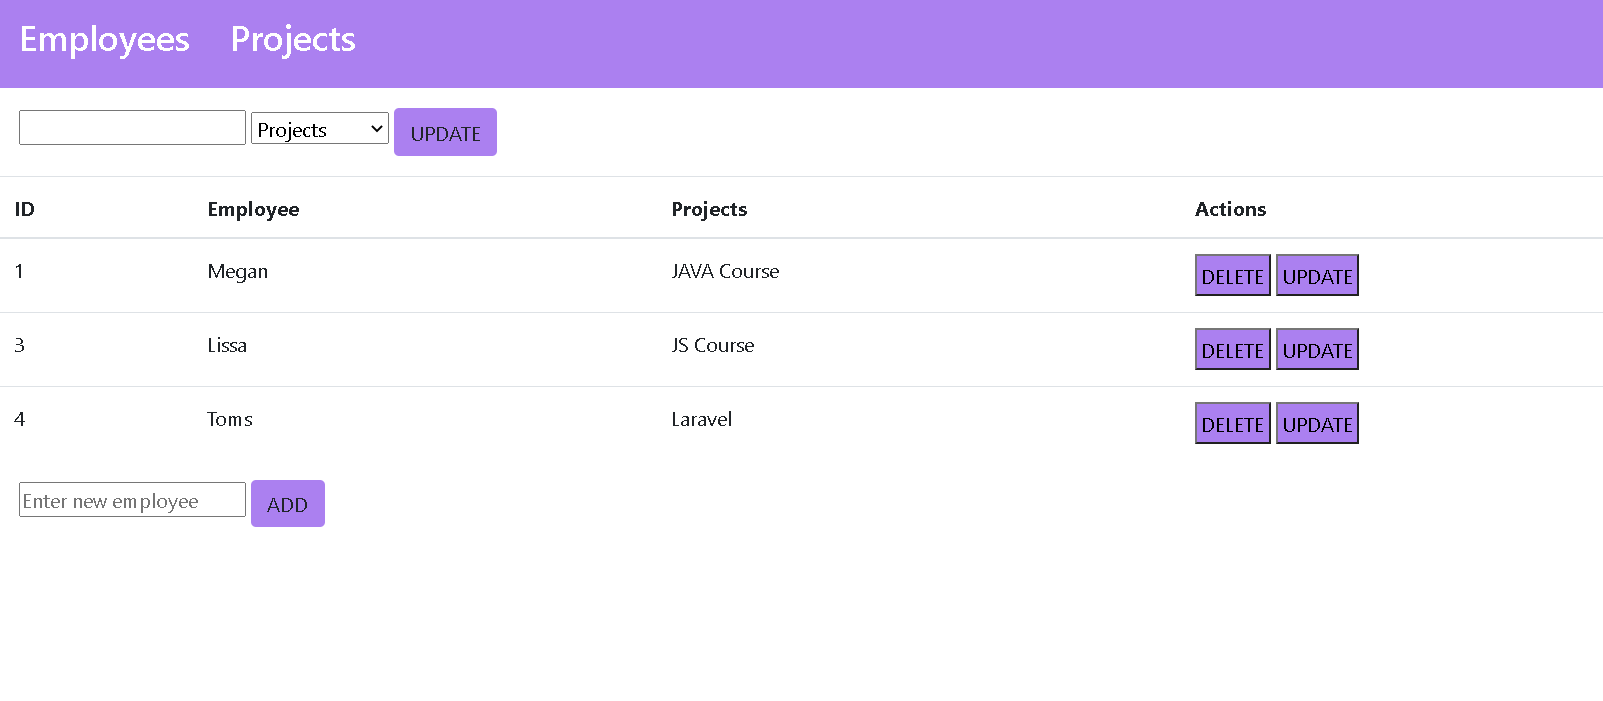 Employees Projects
Projects UPDATE
ID Employee Projects Actions
1 Megan JAVA Course DELETE UPDATE
3 Lissa JS Course DELETE UPDATE
4 Toms Laravel DELETE UPDATE
Enter new employee ADD